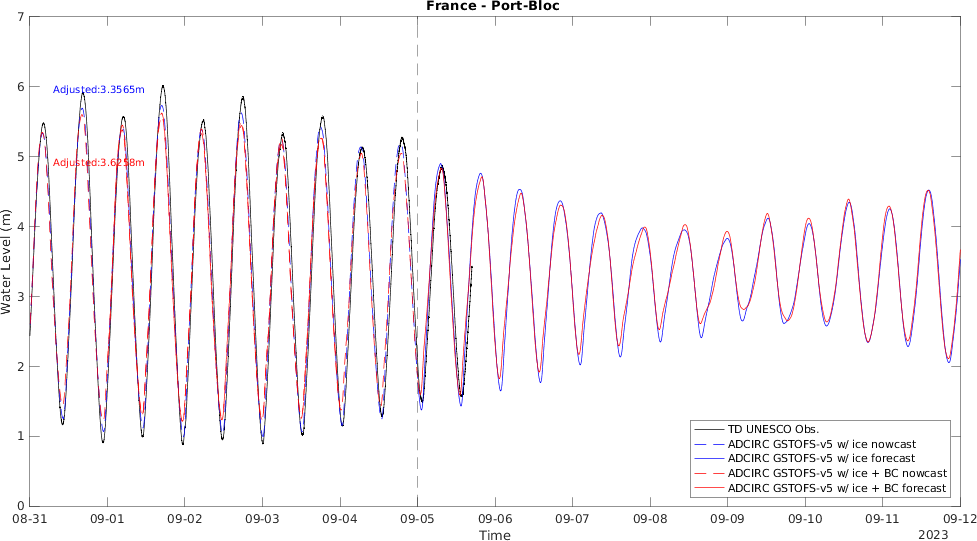 France - Port-Bloc
7
6
5
4
3
2
1
0
Water Level (m)
Adjusted:3.3565m
Adjusted:3.6258m
TD UNESCO Obs.
ADCIRC GSTOFS-v5 w/ ice nowcast
ADCIRC GSTOFS-v5 w/ ice forecast
ADCIRC GSTOFS-v5 w/ ice + BC nowcast
ADCIRC GSTOFS-v5 w/ ice + BC forecast
08-31 09-01 09-02 09-03 09-04 09-05 09-06 09-07 09-08 09-09 09-10 09-11 09-12
Time
2023